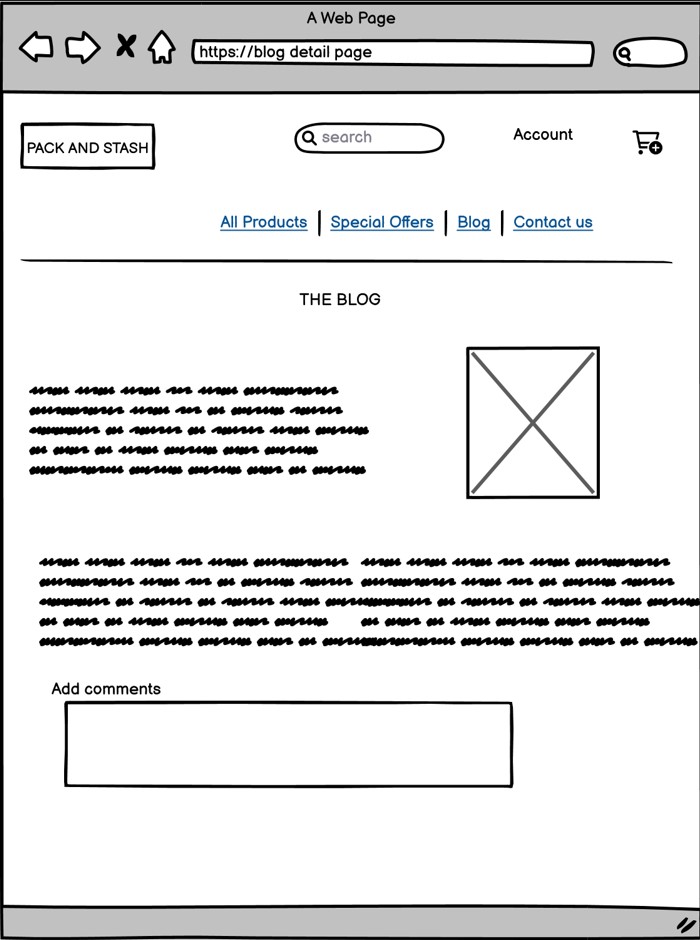 A Web Page
https://blog detail page
PACK AND STASH
search
Account
All Products | Special Offers | Blog | Contact us
THE BLOG
Add comments